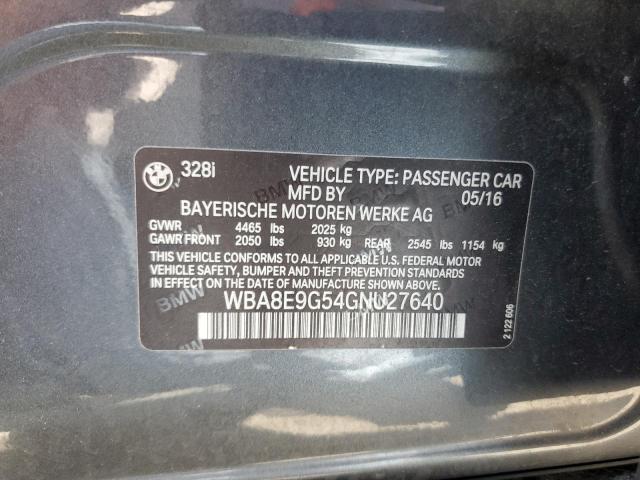 BMW 328i VEHICLE TYPE: PASSENGER CAR
MFD BY 05/16
BAYERISCHE MOTOREN WERKE AG
GVWR 4465 lbs 2025 kg
GAWR FRONT 2050 lbs 930 kg REAR 2545 lbs 1154 kg
THIS VEHICLE CONFORMS TO ALL APPLICABLE U.S. FEDERAL MOTOR
VEHICLE SAFETY, BUMPER AND THEFT PREVENTION STANDARDS
IN EFFECT ON THE DATE OF MANUFACTURE SHOWN ABOVE.
WBA8E9G54GNU27640
2 122 606